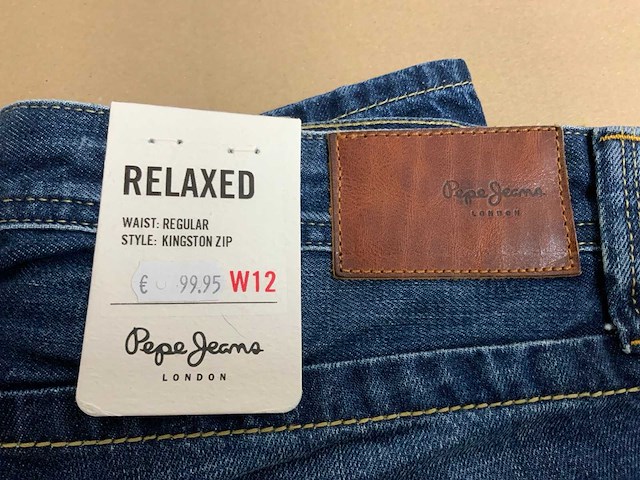 RELAXED
WAIST: REGULAR
STYLE: KINGSTON ZIP
€ 99.95 W12
Pepe Jeans
LONDON
Pepe Jeans
LONDON